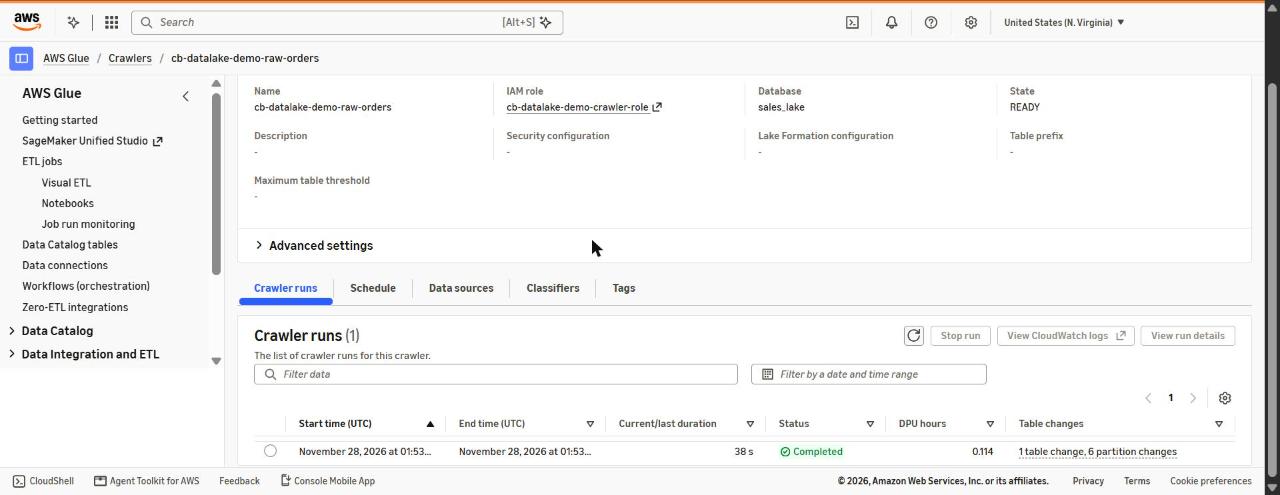 aws
Search
[Alt+S]
United States (N. Virginia)
AWS Glue / Crawlers / cb-datalake-demo-raw-orders
AWS Glue
Getting started
SageMaker Unified Studio
ETL jobs
Visual ETL
Notebooks
Job run monitoring
Data Catalog tables
Data connections
Workflows (orchestration)
Zero-ETL integrations
Data Catalog
Data Integration and ETL
Name
cb-datalake-demo-raw-orders
IAM role
cb-datalake-demo-crawler-role
Database
sales_lake
State
READY
Description
-
Security configuration
-
Lake Formation configuration
-
Table prefix
-
Maximum table threshold
-
Advanced settings
Crawler runs
Schedule
Data sources
Classifiers
Tags
Crawler runs (1)
Stop run
View CloudWatch logs
View run details
The list of crawler runs for this crawler.
Filter data
Filter by a date and time range
1
Start time (UTC)
End time (UTC)
Current/last duration
Status
DPU hours
Table changes
November 28, 2026 at 01:53...
November 28, 2026 at 01:53...
38 s
Completed
0.114
1 table change, 6 partition changes
CloudShell
Agent Toolkit for AWS
Feedback
Console Mobile App
© 2026, Amazon Web Services, Inc. or its affiliates.
Privacy
Terms
Cookie preferences